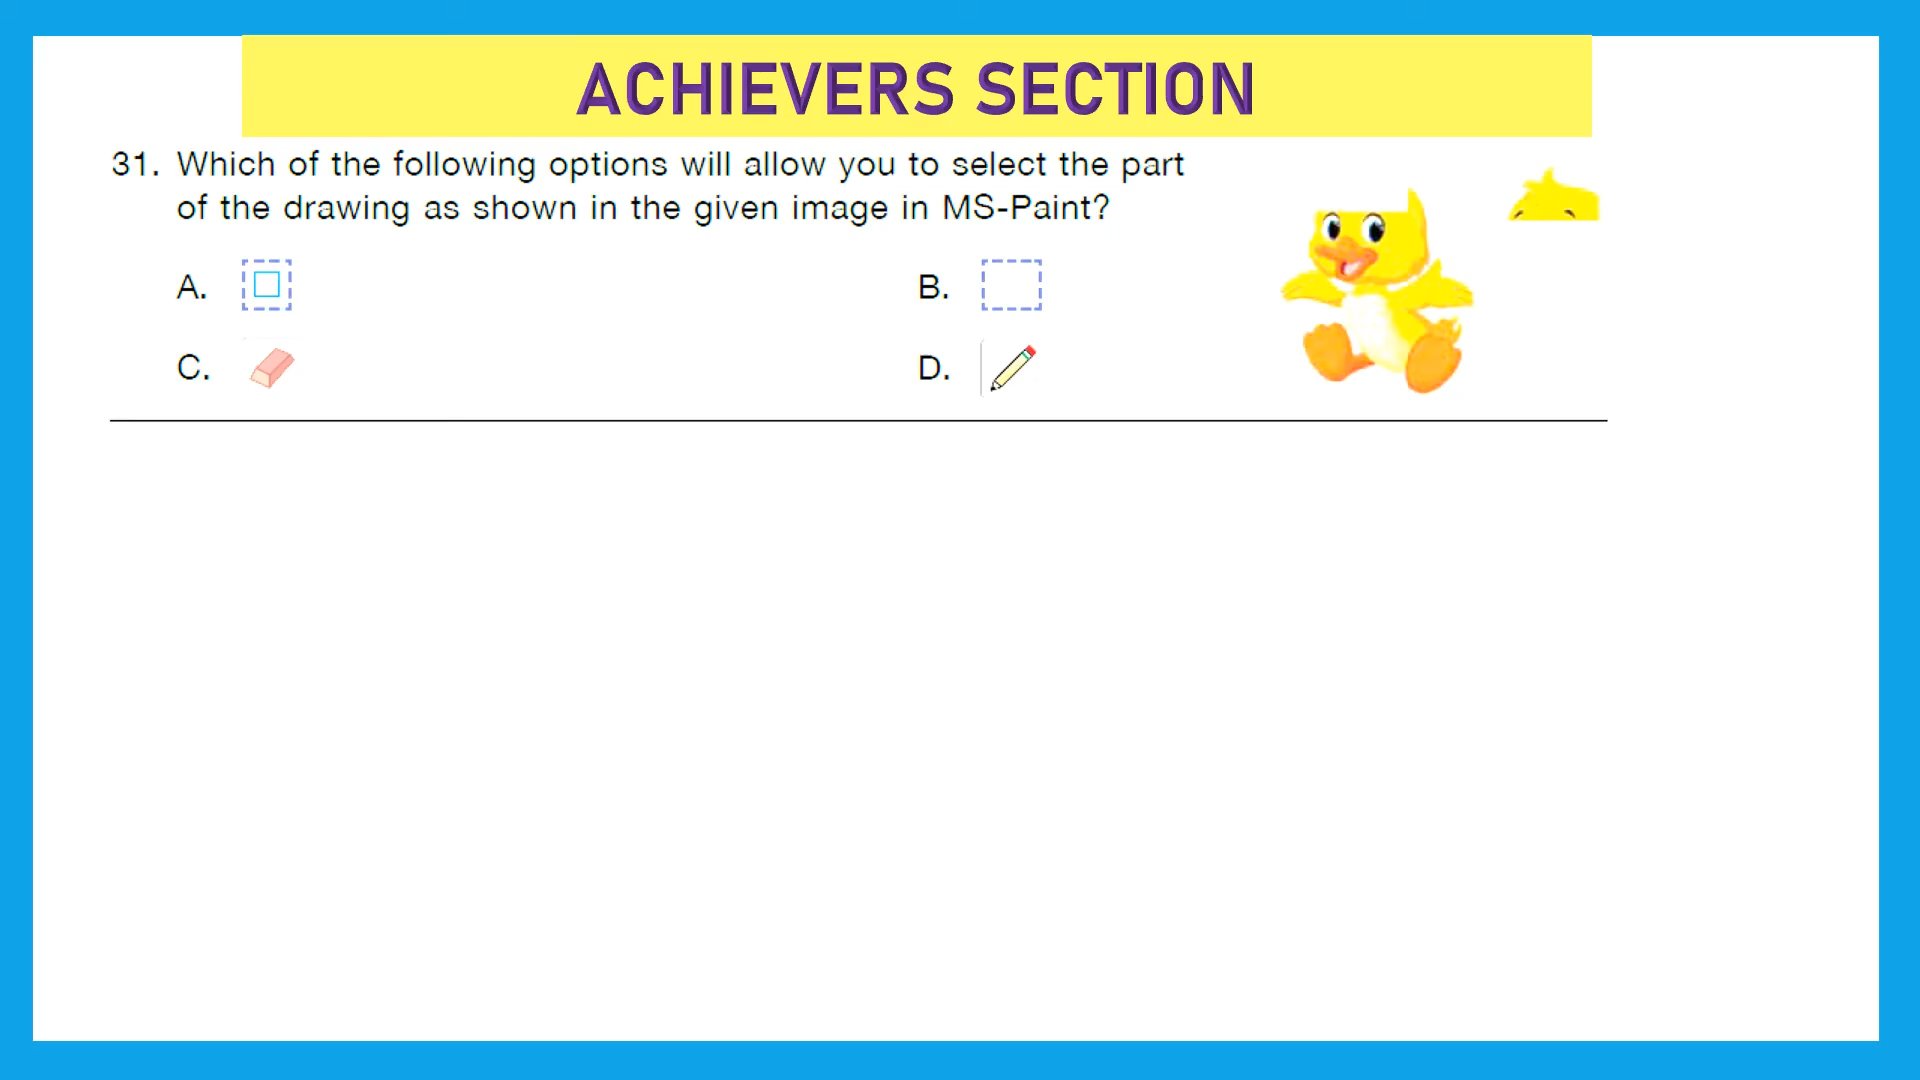 ACHIEVERS SECTION
31. Which of the following options will allow you to select the part
of the drawing as shown in the given image in MS-Paint?
A. B.
C. D.